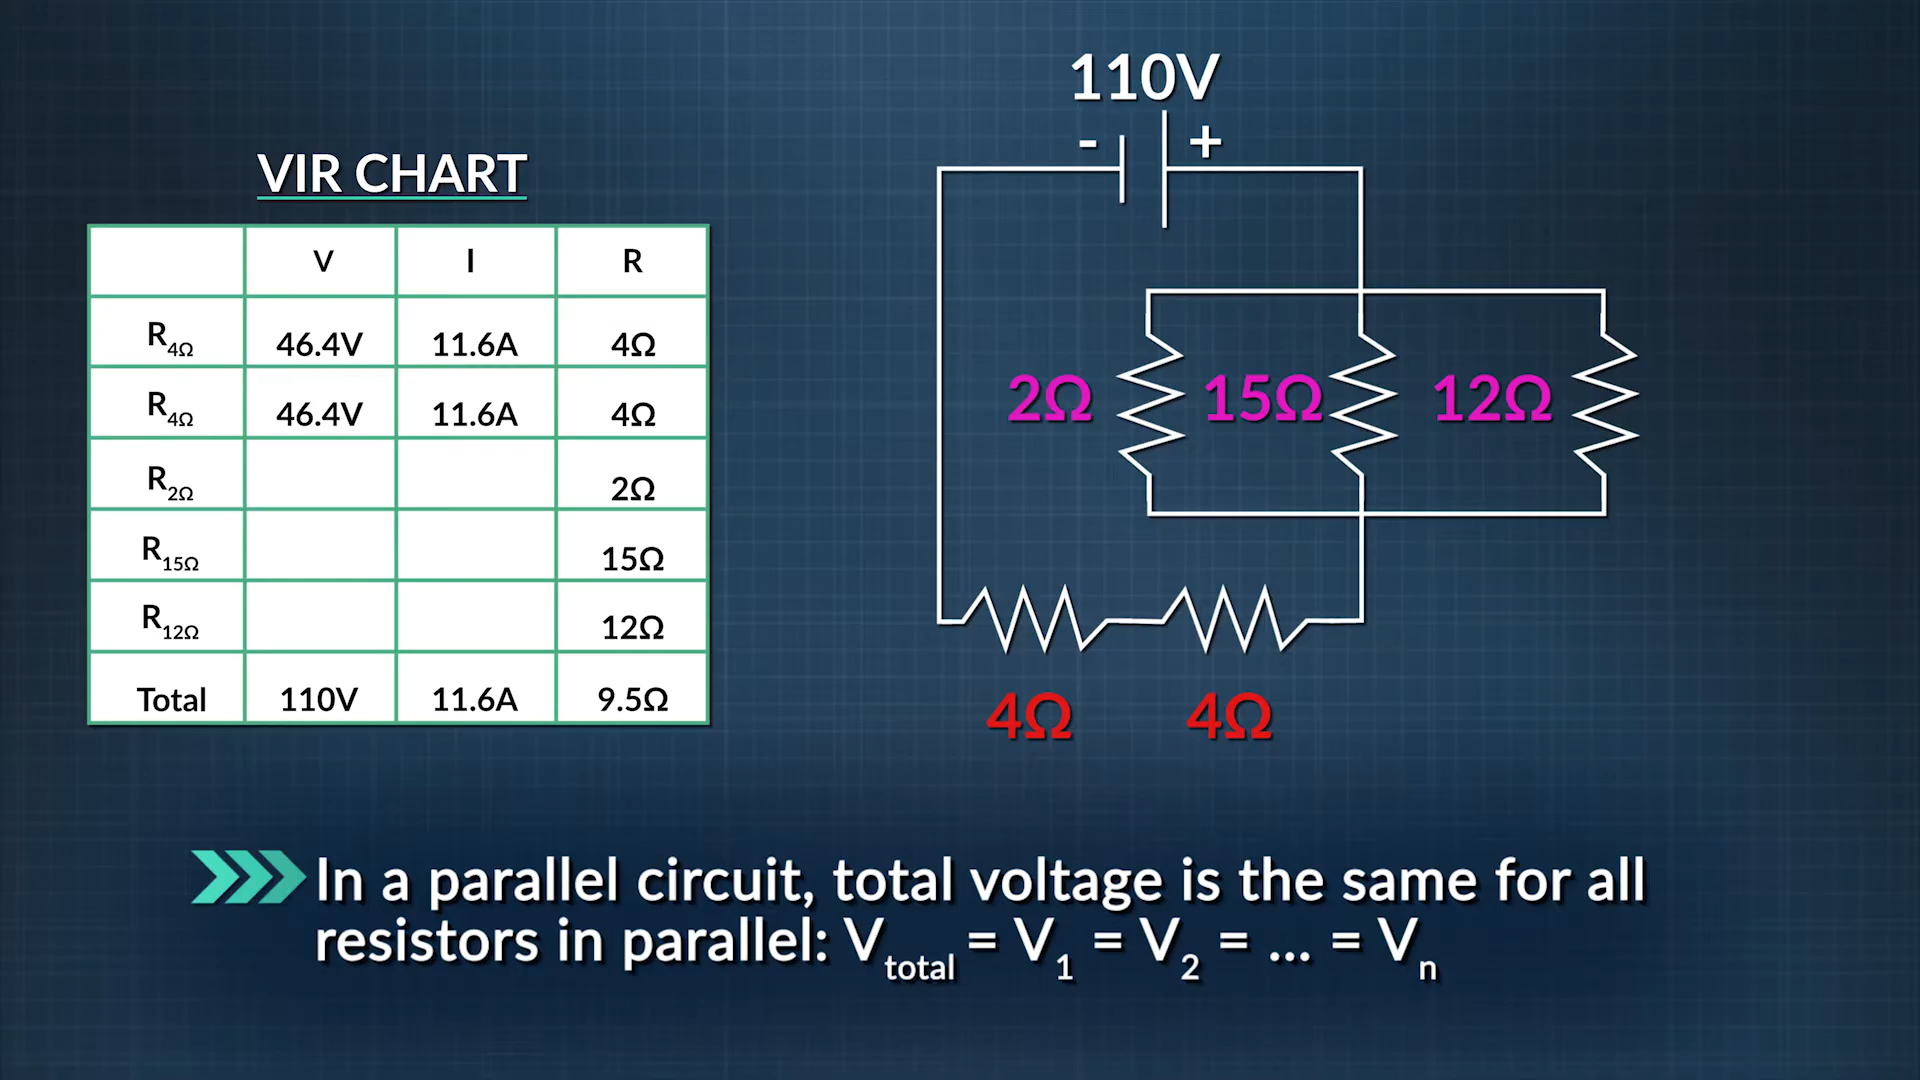 110V
- +
VIR CHART
V I R
R4Ω 46.4V 11.6A 4Ω
R4Ω 46.4V 11.6A 4Ω
R2Ω 2Ω
R15Ω 15Ω
R12Ω 12Ω
Total 110V 11.6A 9.5Ω
2Ω 15Ω 12Ω
4Ω 4Ω
In a parallel circuit, total voltage is the same for all
resistors in parallel: Vtotal = V1 = V2 = ... = Vn